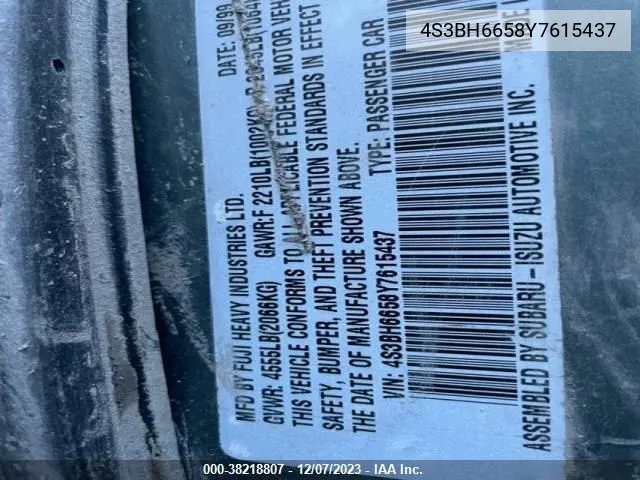 4S3BH6658Y7615437
MFD BY FUJI HEAVY INDUSTRIES LTD. DATE: 09/99
GVWR: 4555LB(2066KG) GAWR:F 2210LB(1002KG)
THIS VEHICLE CONFORMS TO ALL APPLICABLE FEDERAL MOTOR VEHI
SAFETY, BUMPER, AND THEFT PREVENTION STANDARDS IN EFFECT
THE DATE OF MANUFACTURE SHOWN ABOVE.
VIN: 4S3BH6658Y7615437 TYPE: PASSENGER CAR
ASSEMBLED BY SUBARU-ISUZU AUTOMOTIVE INC.
000-38218807 - 12/07/2023 - IAA Inc.